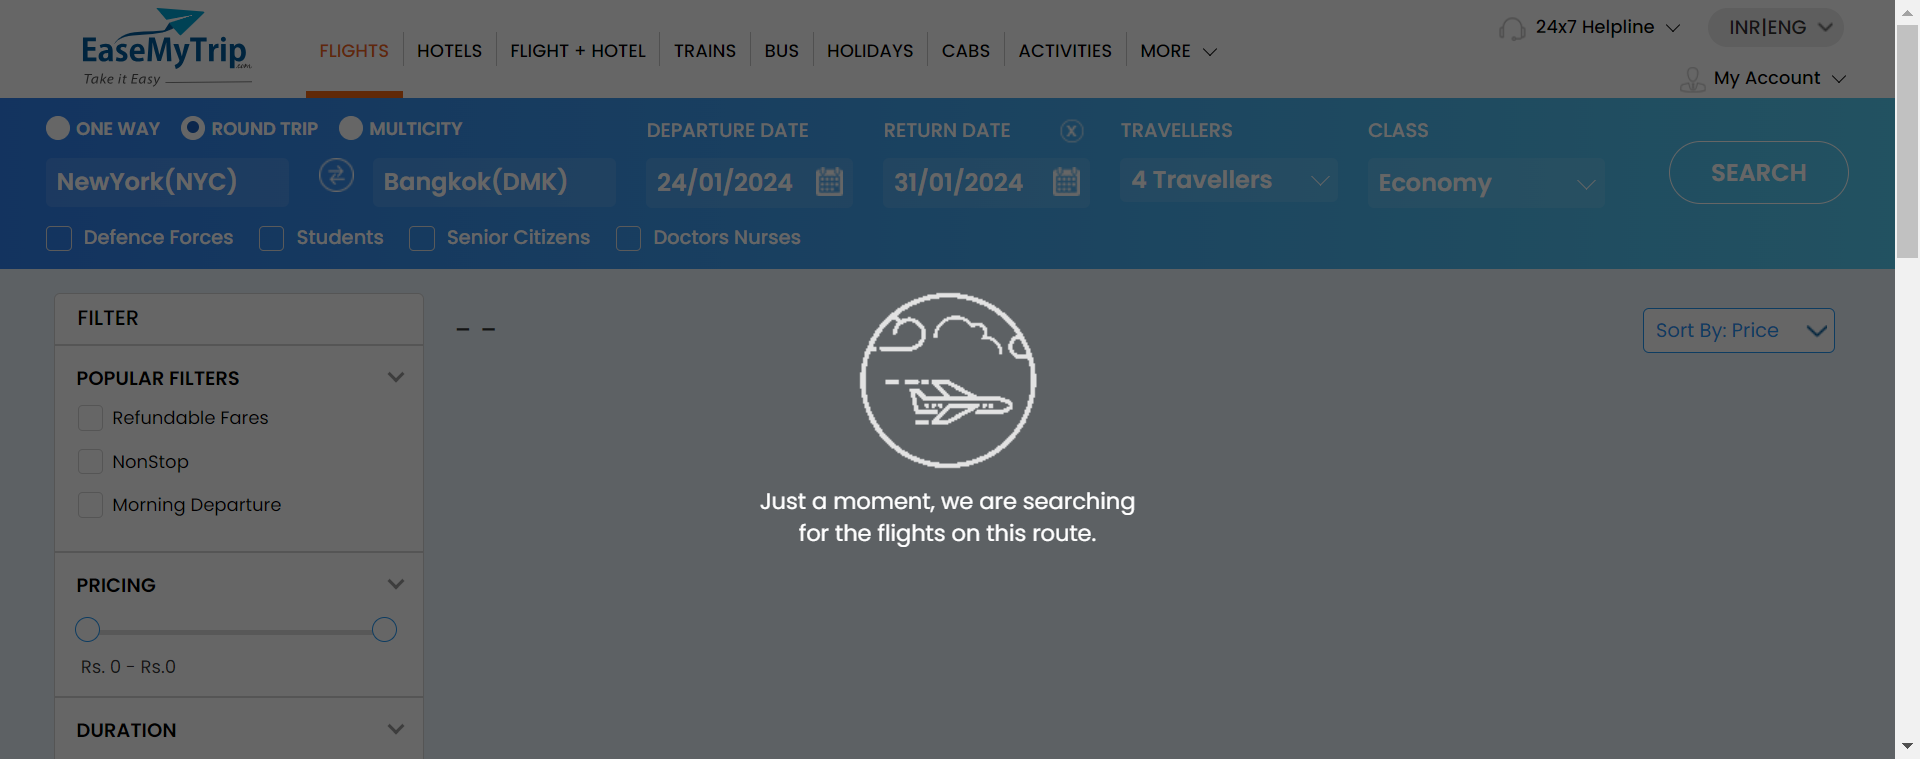 EaseMyTrip
.com
Take it Easy
FLIGHTS
HOTELS
FLIGHT + HOTEL
TRAINS
BUS
HOLIDAYS
CABS
ACTIVITIES
MORE
24x7 Helpline
INR|ENG
My Account
ONE WAY
ROUND TRIP
MULTICITY
DEPARTURE DATE
RETURN DATE
X
TRAVELLERS
CLASS
NewYork(NYC)
Bangkok(DMK)
24/01/2024
31/01/2024
4 Travellers
Economy
SEARCH
Defence Forces
Students
Senior Citizens
Doctors Nurses
FILTER
– –
Sort By: Price
POPULAR FILTERS
Refundable Fares
NonStop
Morning Departure
Just a moment, we are searching
for the flights on this route.
PRICING
Rs. 0 - Rs.0
DURATION